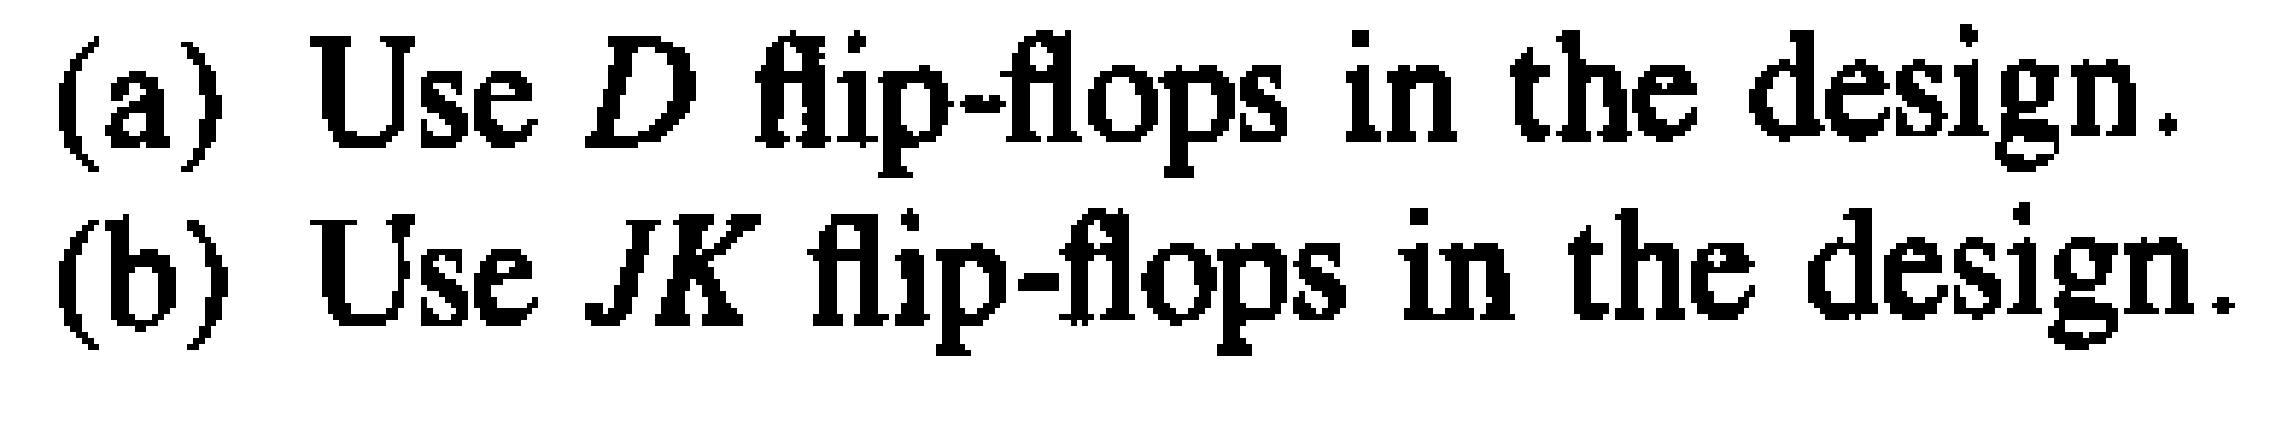 (a) Use D flip-flops in the design.
(b) Use JK flip-flops in the design.